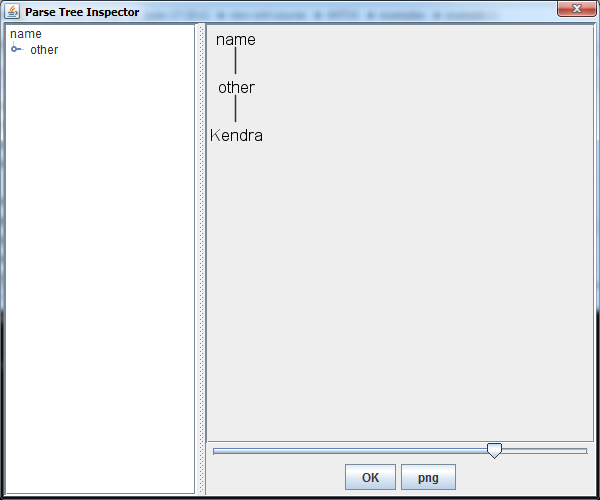 Parse Tree Inspector
name
other
name
other
Kendra
OK
png